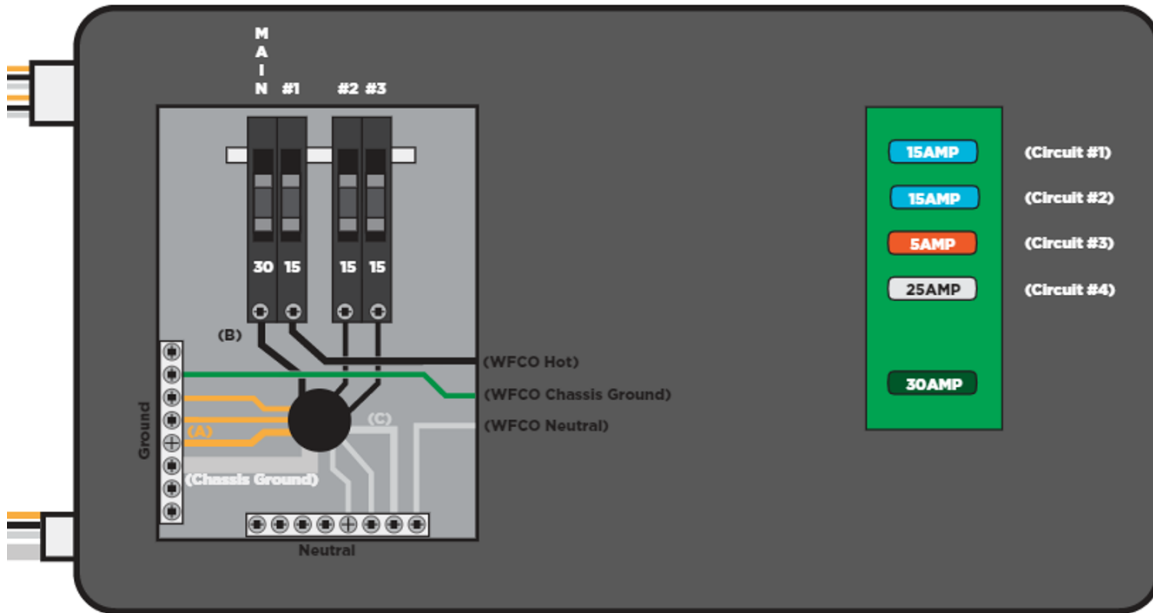 MAIN
#1
#2
#3
30
15
15
15
(B)
(WFCO Hot)
(WFCO Chassis Ground)
(WFCO Neutral)
(C)
(A)
Ground
(Chassis Ground)
Neutral
15AMP
(Circuit #1)
15AMP
(Circuit #2)
5AMP
(Circuit #3)
25AMP
(Circuit #4)
30AMP